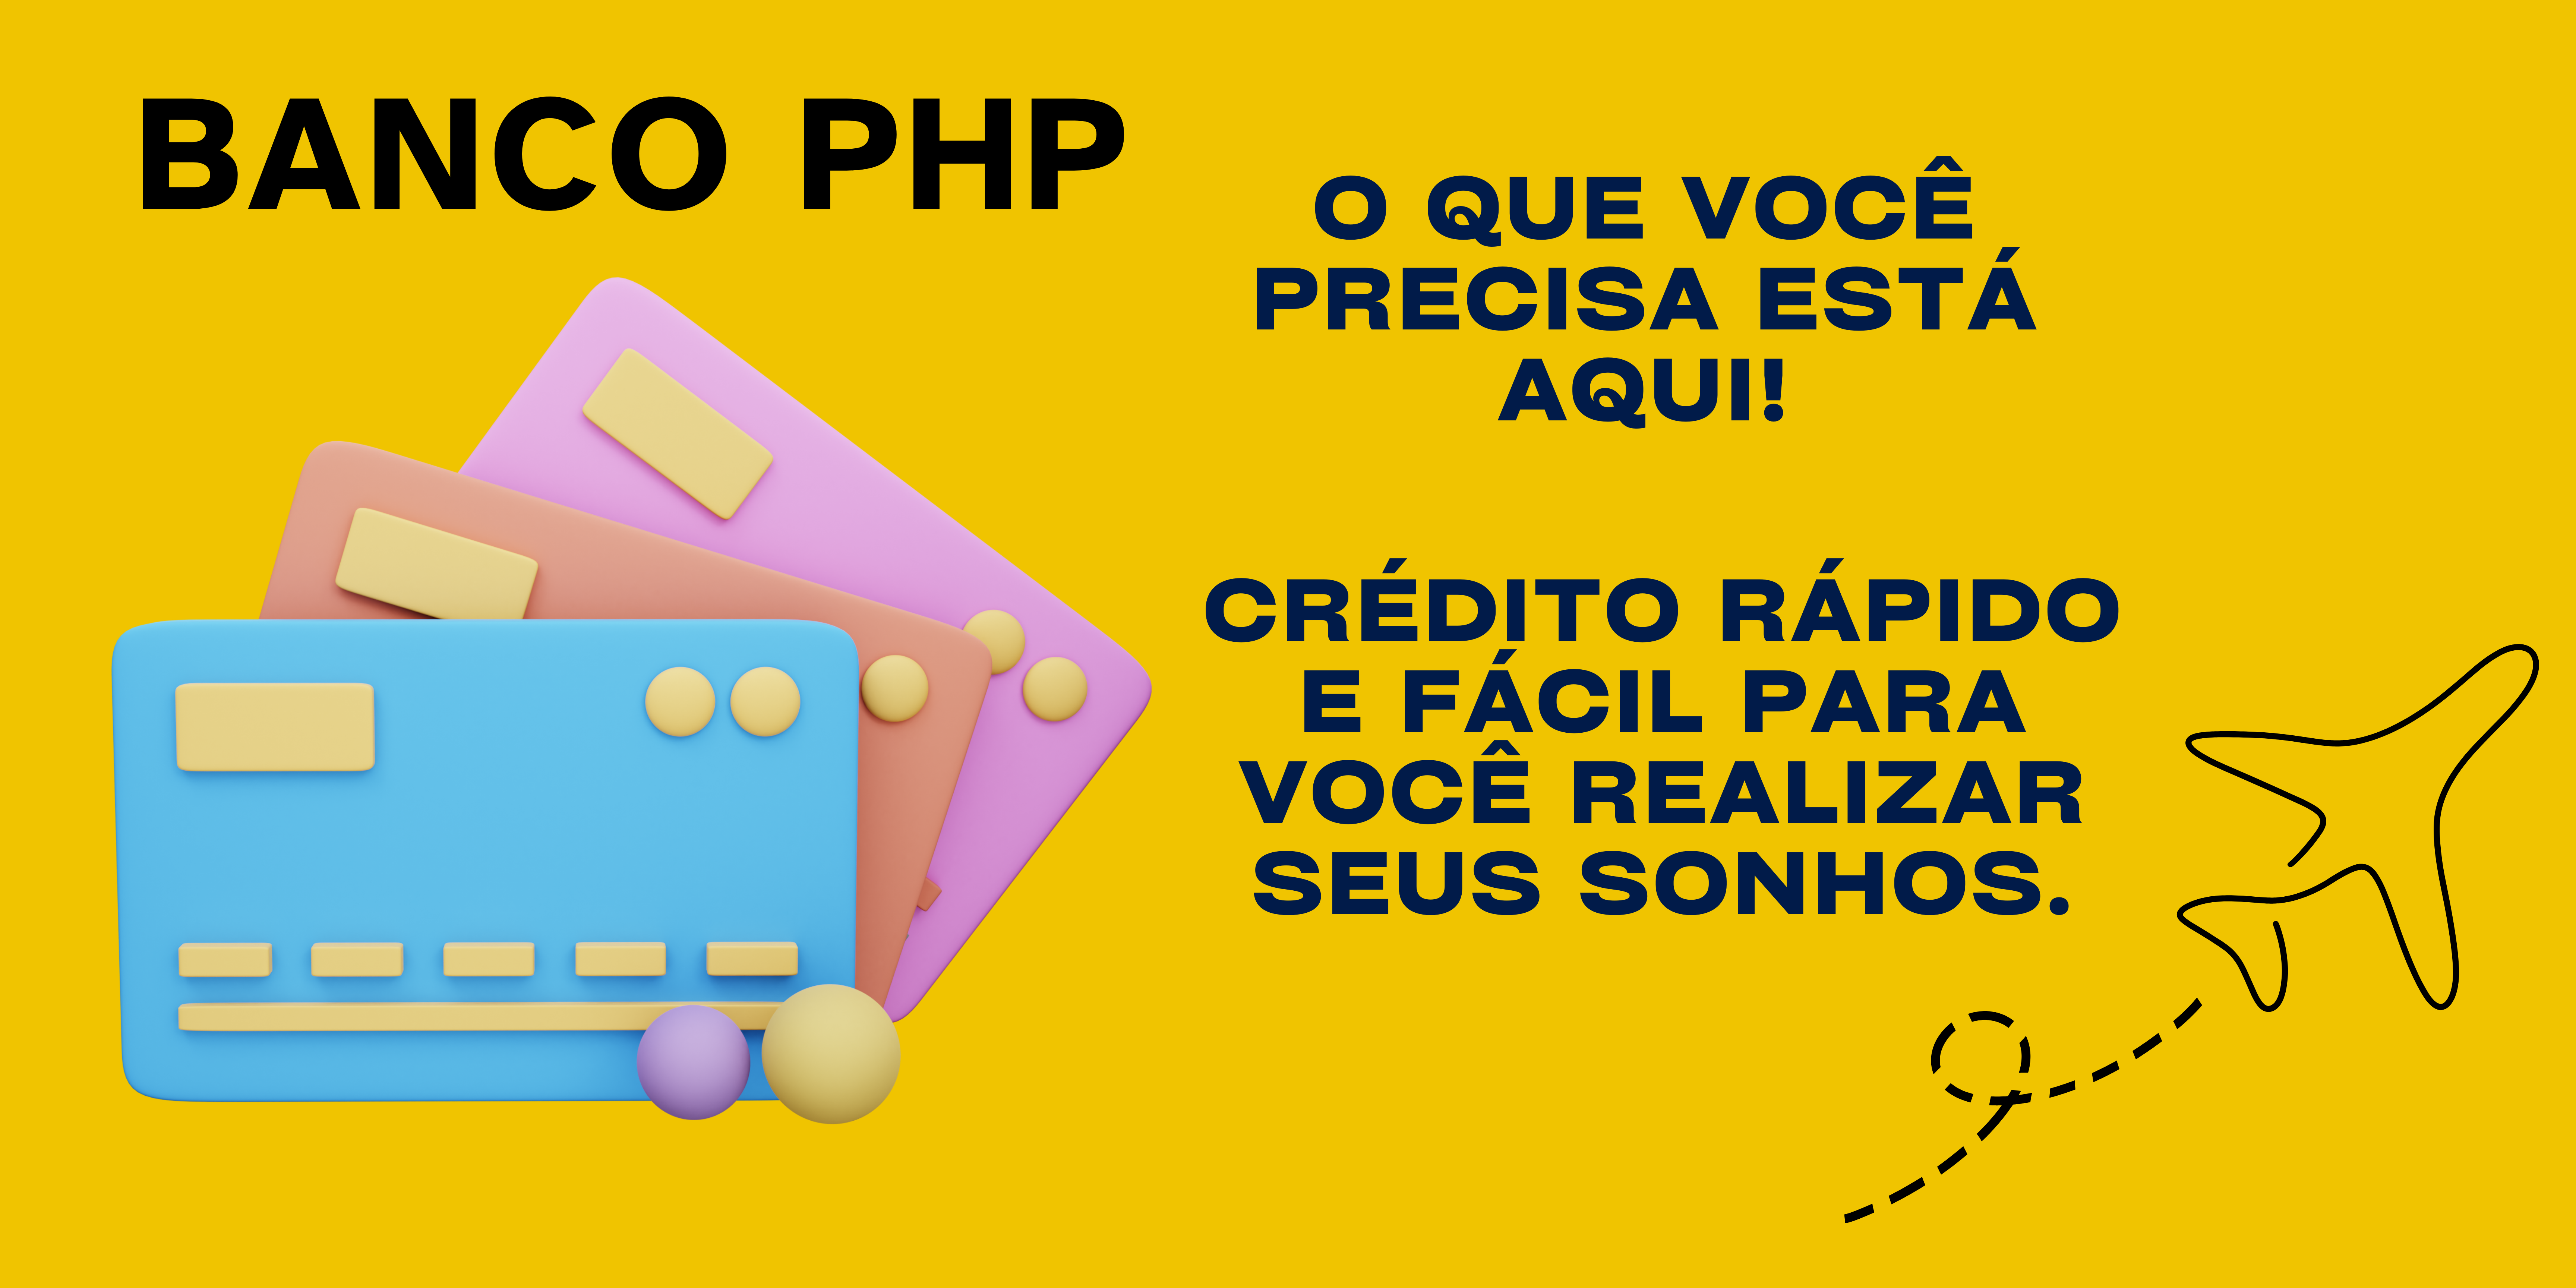 BANCO PHP
O QUE VOCÊ
PRECISA ESTÁ
AQUI!
CRÉDITO RÁPIDO
E FÁCIL PARA
VOCÊ REALIZAR
SEUS SONHOS.